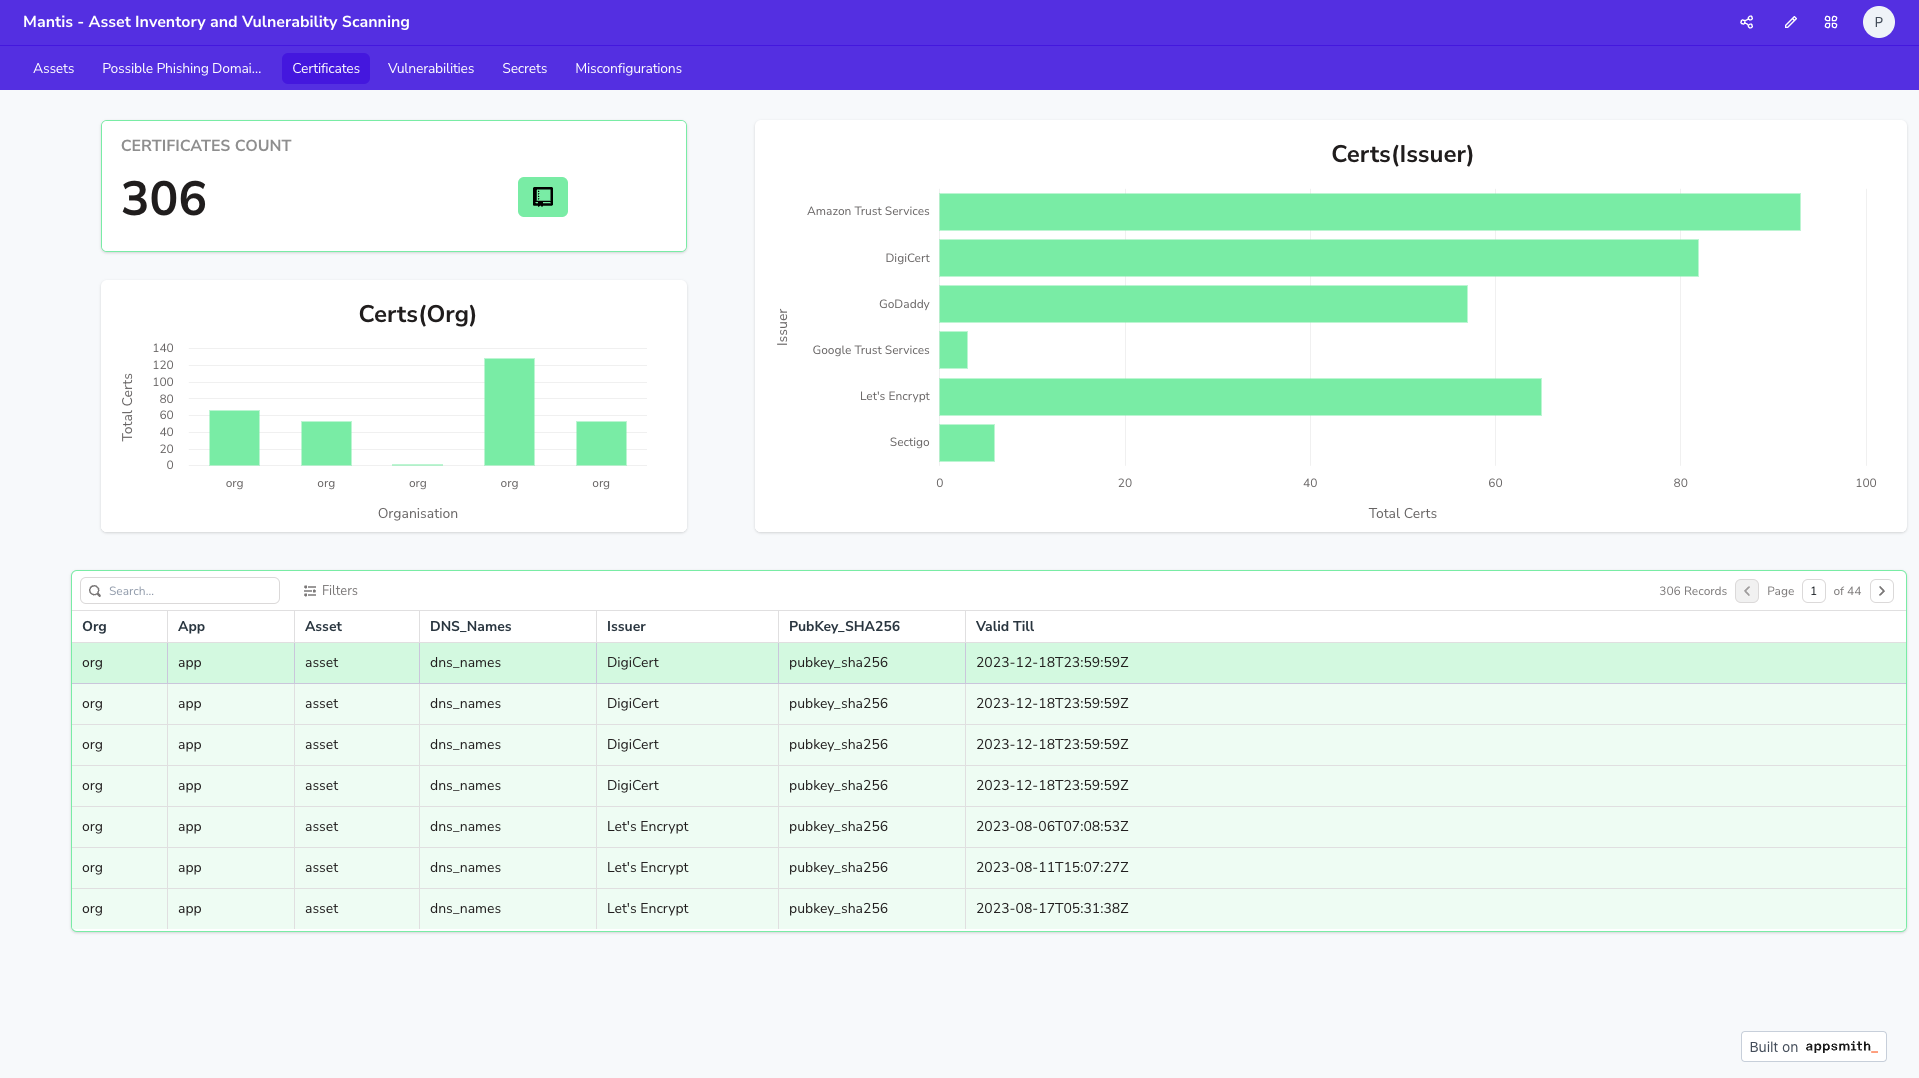 Mantis - Asset Inventory and Vulnerability Scanning
P
Assets Possible Phishing Domai... Certificates Vulnerabilities Secrets Misconfigurations
CERTIFICATES COUNT
306
Certs(Org)
Total Certs
140
120
100
80
60
40
20
0
org org org org org
Organisation
Certs(Issuer)
Issuer
Amazon Trust Services
DigiCert
GoDaddy
Google Trust Services
Let's Encrypt
Sectigo
0 20 40 60 80 100
Total Certs
Search... Filters 306 Records Page 1 of 44
Org App Asset DNS_Names Issuer PubKey_SHA256 Valid Till
org app asset dns_names DigiCert pubkey_sha256 2023-12-18T23:59:59Z
org app asset dns_names DigiCert pubkey_sha256 2023-12-18T23:59:59Z
org app asset dns_names DigiCert pubkey_sha256 2023-12-18T23:59:59Z
org app asset dns_names DigiCert pubkey_sha256 2023-12-18T23:59:59Z
org app asset dns_names Let's Encrypt pubkey_sha256 2023-08-06T07:08:53Z
org app asset dns_names Let's Encrypt pubkey_sha256 2023-08-11T15:07:27Z
org app asset dns_names Let's Encrypt pubkey_sha256 2023-08-17T05:31:38Z
Built on appsmith_